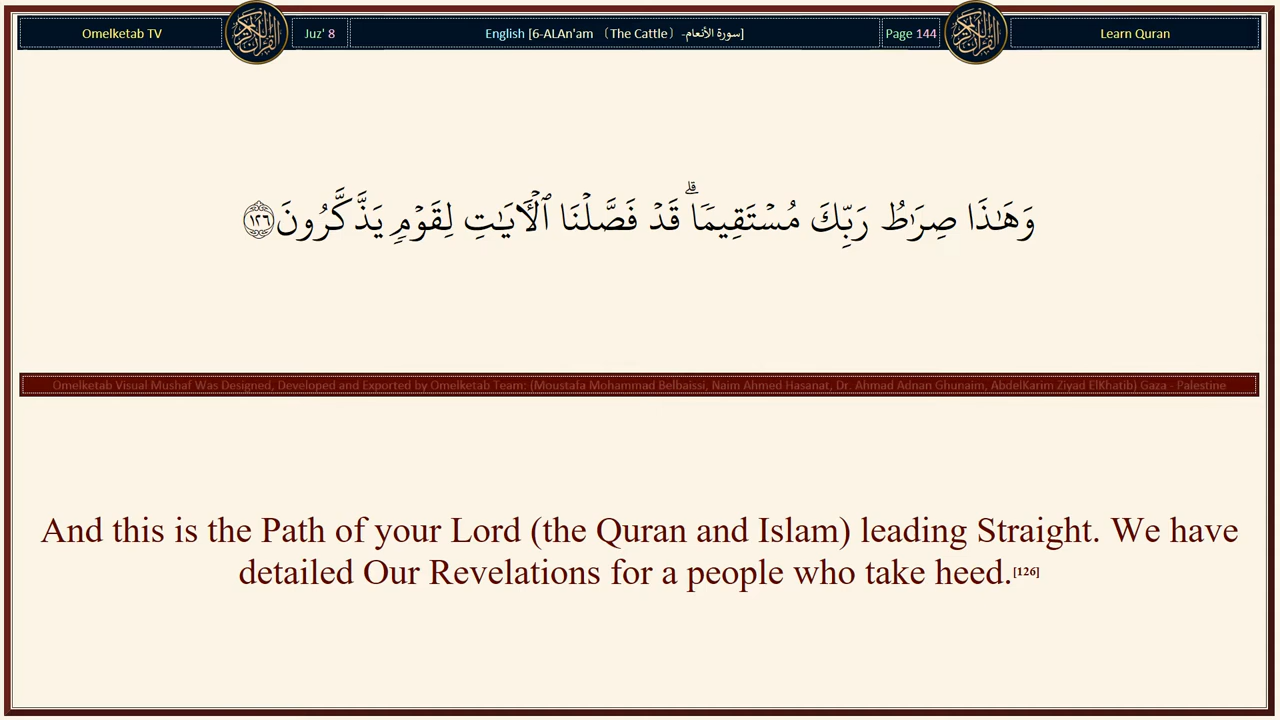 Omelketab TV
Juz' 8
English [6-ALAn'am (The Cattle) -سورة الأنعام]
Page 144
Learn Quran
وَهَٰذَا صِرَٰطُ رَبِّكَ مُسۡتَقِيمٗاۗ قَدۡ فَصَّلۡنَا ٱلۡأٓيَٰتِ لِقَوۡمٖ يَذَّكَّرُونَ ١٢٦
Omelketab Visual Mushaf Was Designed, Developed and Exported by Omelketab Team: (Moustafa Mohammad Belbaissi, Naim Ahmed Hasanat, Dr. Ahmad Adnan Ghunaim, AbdelKarim Ziyad ElKhatib) Gaza - Palestine
And this is the Path of your Lord (the Quran and Islam) leading Straight. We have
detailed Our Revelations for a people who take heed.[126]